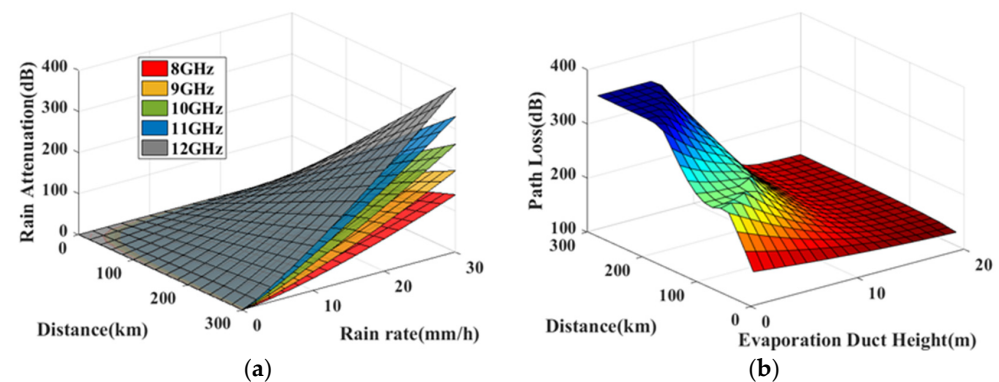 400
300
200
100
0
Rain Attenuation(dB)
8GHz
9GHz
10GHz
11GHz
12GHz
0
100
200
300
Distance(km)
0
10
20
30
Rain rate(mm/h)
(a)
400
300
200
100
Path Loss(dB)
300
200
100
0
Distance(km)
0
10
20
Evaporation Duct Height(m)
(b)